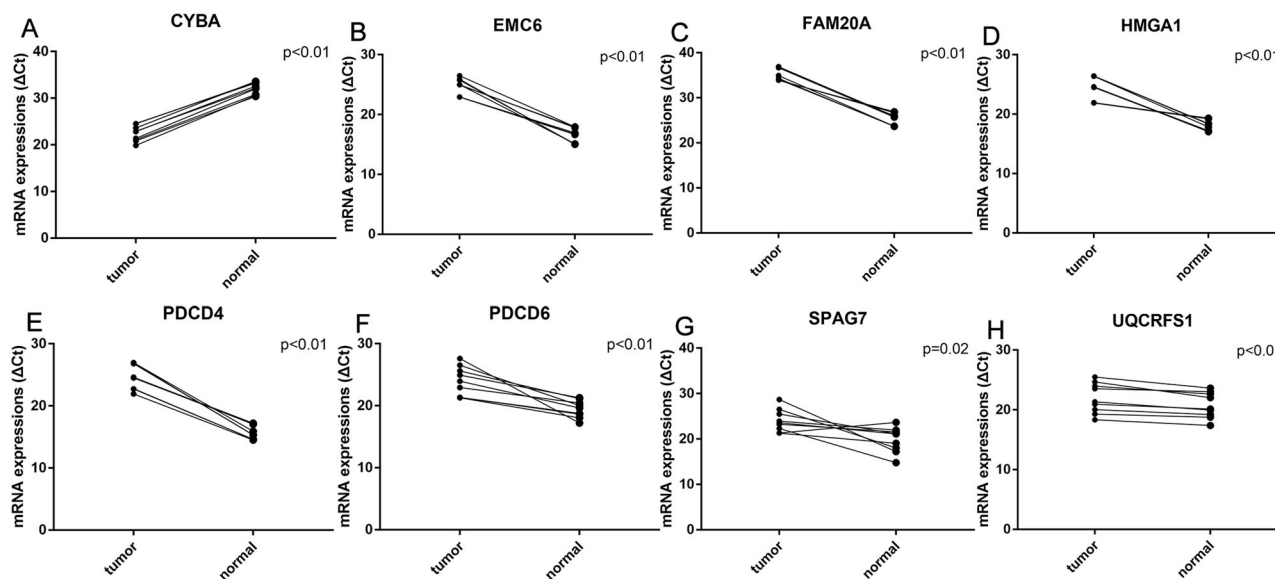 A
CYBA
p<0.01
mRNA expressions (ΔCt)
40
30
20
10
0
tumor
normal
B
EMC6
p<0.01
mRNA expressions (ΔCt)
30
20
10
0
tumor
normal
C
FAM20A
p<0.01
mRNA expressions (ΔCt)
40
30
20
10
0
tumor
normal
D
HMGA1
p<0.01
mRNA expressions (ΔCt)
30
20
10
0
tumor
normal
E
PDCD4
p<0.01
mRNA expressions (ΔCt)
30
20
10
0
tumor
normal
F
PDCD6
p<0.01
mRNA expressions (ΔCt)
30
20
10
0
tumor
normal
G
SPAG7
p=0.02
mRNA expressions (ΔCt)
40
30
20
10
0
tumor
normal
H
UQCRFS1
p<0.0
mRNA expressions (ΔCt)
30
20
10
0
tumor
normal